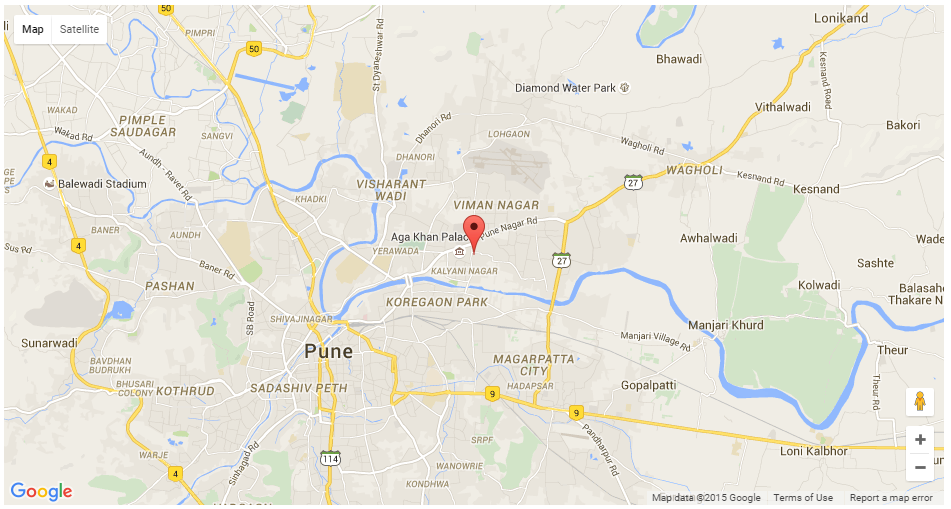 Map
Satellite
50
PIMPRI
50
Lonikand
St Dyaneshwar Rd
Bhawadi
Kesnand Road
Diamond Water Park
WAKAD
Vithalwadi
PIMPLE
SAUDAGAR
Wakad Rd
SANGVI
Dhanori Rd
LOHGAON
Bakori
Wagholi Rd
4
Aundh - Ravet Rd
DHANORI
WAGHOLI
Kesnand Rd
Balewadi Stadium
VISHARANT
WADI
27
Kesnand
KHADKI
VIMAN NAGAR
BANER
AUNDH
Pune Nagar Rd
Aga Khan Palace
Awhalwadi
Sus Rd
YERAWADA
27
Baner Rd
KALYANI NAGAR
Sashte
PASHAN
Kolwadi
KOREGAON PARK
SB Road
Balasah
Thakare N
SHIVAJINAGAR
Manjari Khurd
Manjari Village Rd
Sunarwadi
Pune
Theur
BAVDHAN
BUDRUKH
MAGARPATTA
CITY
BHUSARI
COLONY
KOTHRUD
SADASHIV PETH
HADAPSAR
Gopalpatti
Theur Rd
9
9
WARJE
SRPF
Pandharpur Rd
Loni Kalbhor
114
Sinhagad Rd
WANOWRIE
4
KONDHWA
+
−
Google
Map data ©2015 Google
Terms of Use
Report a map error